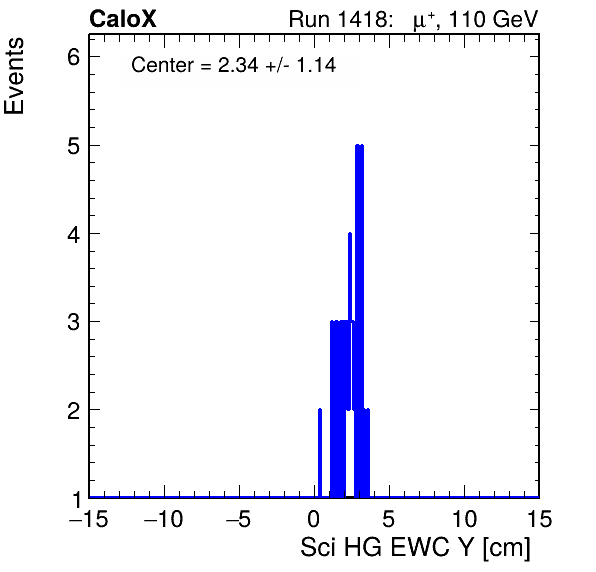 CaloX Run 1418: μ⁺, 110 GeV
Center = 2.34 +/- 1.14
Events
6
5
4
3
2
1
−15 −10 −5 0 5 10 15
Sci HG EWC Y [cm]